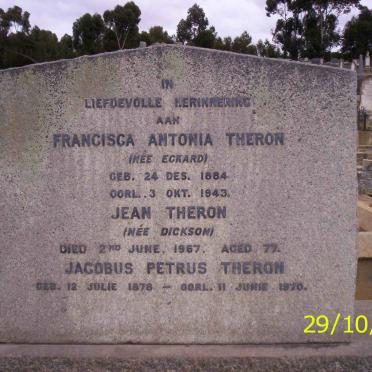 IN
LIEFDEVOLLE HERINNERING
AAN
FRANCISCA ANTONIA THERON
(NÉE ECKARD)
GEB. 24 DES. 1884
OORL. 3 OKT. 1943.
JEAN THERON
(NÉE DICKSON)
DIED 2ND JUNE, 1967. AGED 77.
JACOBUS PETRUS THERON
GEB. 12 JULIE 1878 — OORL. 11 JUNIE 1970.
29/10/